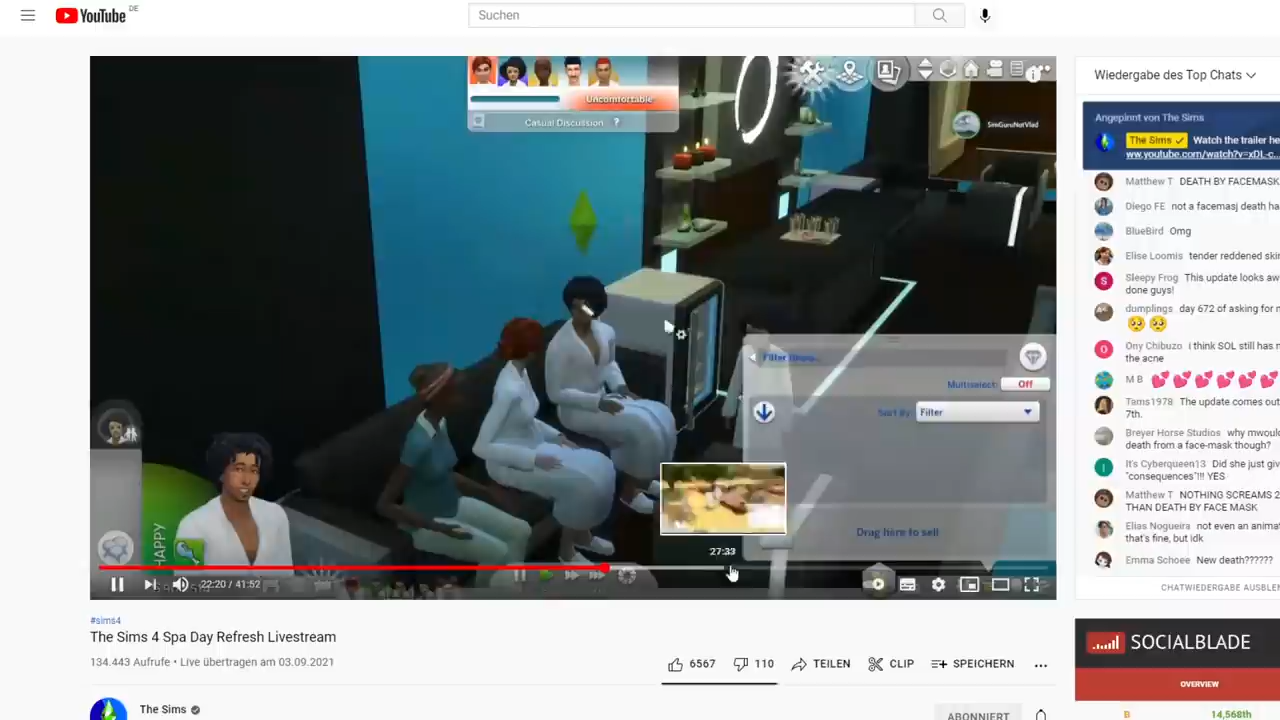 YouTube DE
Suchen
Uncomfortable
Casual Discussion ?
SimGuruNotVlad
Filter Items...
Multiselect: Off
Sort By: Filter
Drag here to sell
HAPPY
27:33
22:20 / 41:52
#sims4
The Sims 4 Spa Day Refresh Livestream
134.443 Aufrufe • Live übertragen am 03.09.2021
6567
110
TEILEN
CLIP
SPEICHERN
The Sims
ABONNIERT
Wiedergabe des Top Chats
Angepinnt von The Sims
The Sims Watch the trailer he
ww.youtube.com/watch?v=xDL-c...
Matthew T DEATH BY FACEMASK
Diego FE not a facemasj death ha
BlueBird Omg
Elise Loomis tender reddened skin
Sleepy Frog This update looks aw
done guys!
dumplings day 672 of asking for m
Ony Chibuzo i think SOL still has m
the acne
M B
Tams1978 The update comes out
7th.
Breyer Horse Studios why mwould
death from a face-mask though?
It's Cyberqueen13 Did she just giv
"consequences"!!! YES
Matthew T NOTHING SCREAMS 2
THAN DEATH BY FACE MASK
Elias Nogueira not even an anima
that's fine, but idk
Emma Schoee New death??????
CHATWIEDERGABE AUSBLEN
SOCIALBLADE
OVERVIEW
B 14,568th